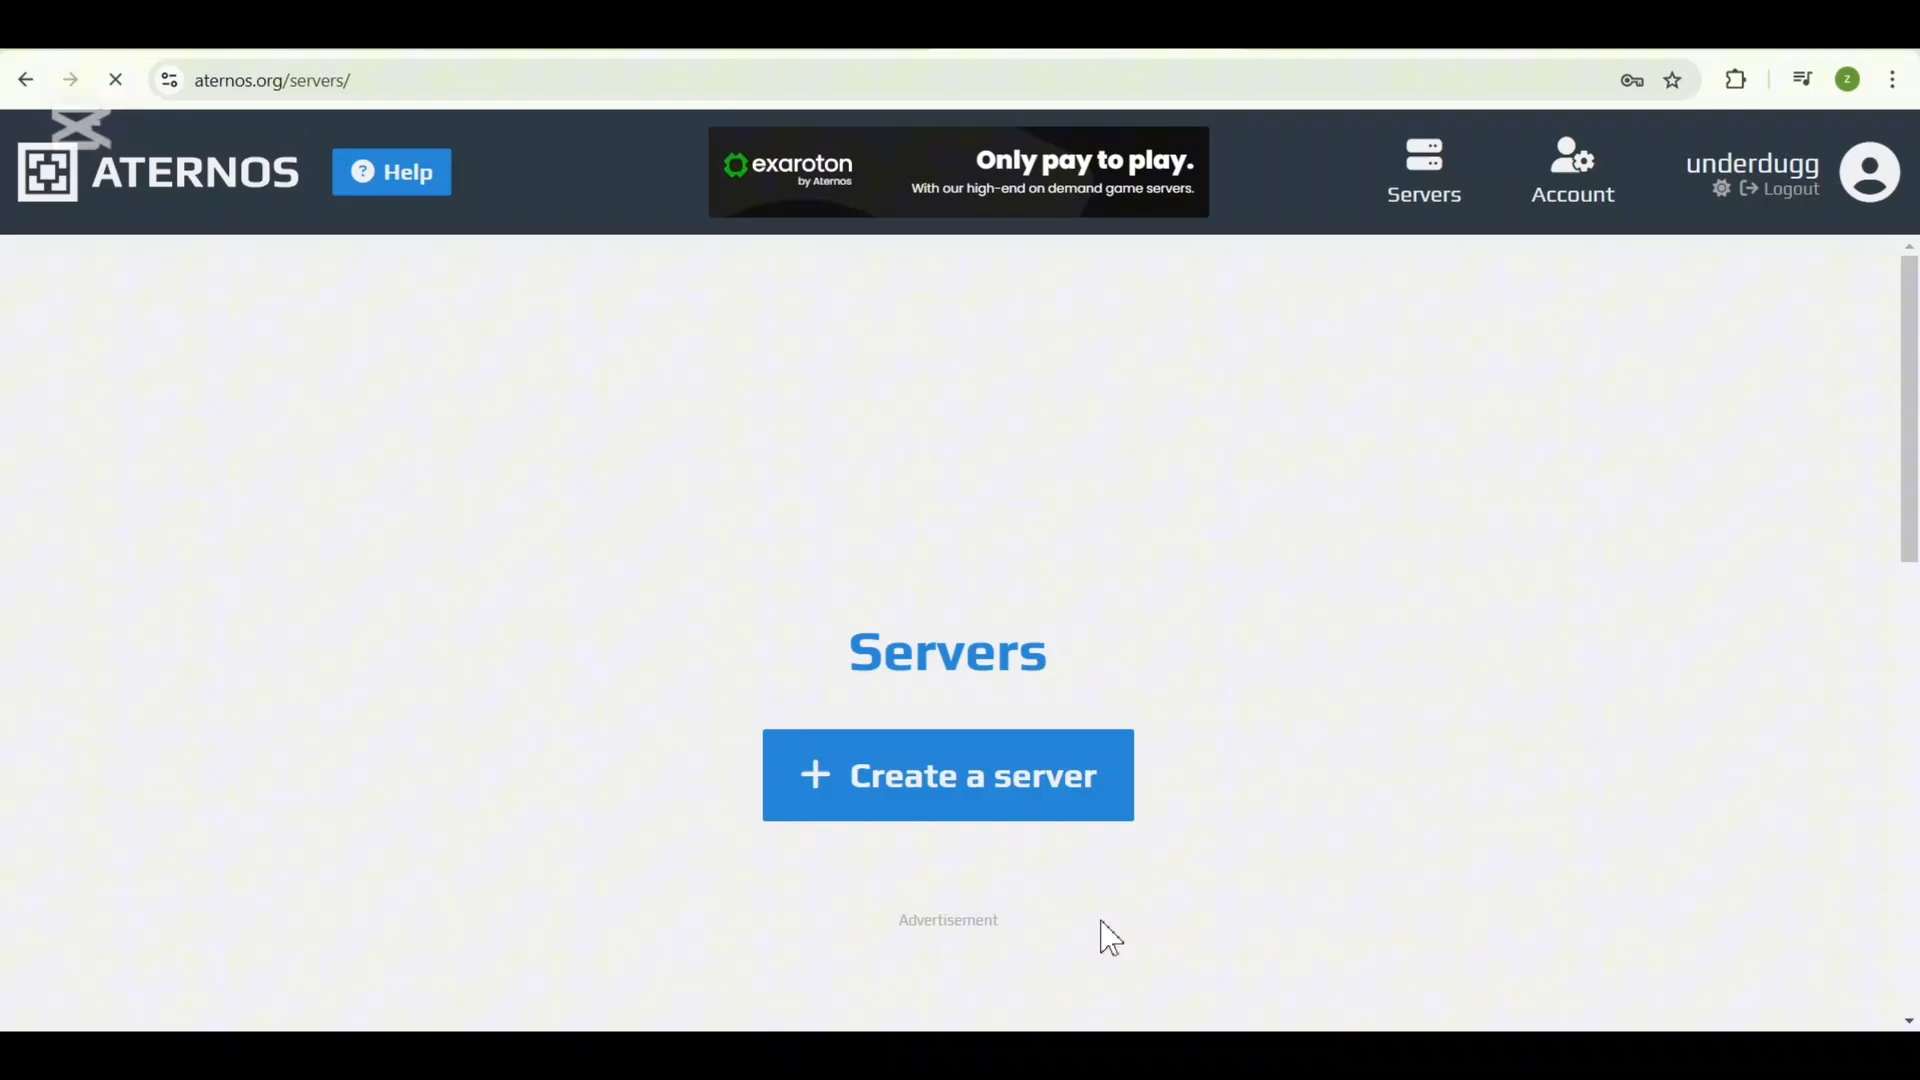 aternos.org/servers/
z
ATERNOS
? Help
exaroton
by Aternos
Only pay to play.
With our high-end on demand game servers.
Servers
Account
underdugg
Logout
Servers
+ Create a server
Advertisement